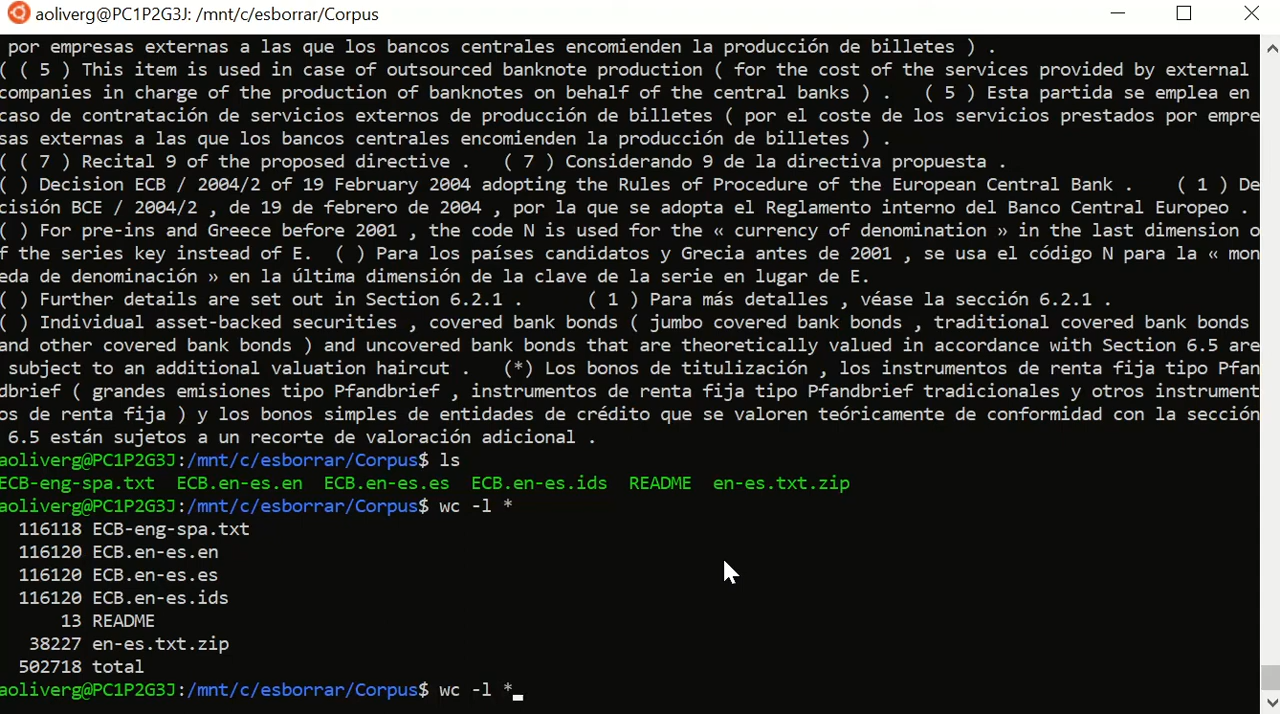 aoliverg@PC1P2G3J: /mnt/c/esborrar/Corpus
por empresas externas a las que los bancos centrales encomienden la producción de billetes ) .
( ( 5 ) This item is used in case of outsourced banknote production ( for the cost of the services provided by external
companies in charge of the production of banknotes on behalf of the central banks ) .   ( 5 ) Esta partida se emplea en
caso de contratación de servicios externos de producción de billetes ( por el coste de los servicios prestados por empre
sas externas a las que los bancos centrales encomienden la producción de billetes ) .
( ( 7 ) Recital 9 of the proposed directive .   ( 7 ) Considerando 9 de la directiva propuesta .
( ) Decision ECB / 2004/2 of 19 February 2004 adopting the Rules of Procedure of the European Central Bank .    ( 1 ) De
cisión BCE / 2004/2 , de 19 de febrero de 2004 , por la que se adopta el Reglamento interno del Banco Central Europeo .
( ) For pre-ins and Greece before 2001 , the code N is used for the « currency of denomination » in the last dimension o
f the series key instead of E.  ( ) Para los países candidatos y Grecia antes de 2001 , se usa el código N para la « mon
eda de denominación » en la última dimensión de la clave de la serie en lugar de E.
( ) Further details are set out in Section 6.2.1 .      ( 1 ) Para más detalles , véase la sección 6.2.1 .
( ) Individual asset-backed securities , covered bank bonds ( jumbo covered bank bonds , traditional covered bank bonds
and other covered bank bonds ) and uncovered bank bonds that are theoretically valued in accordance with Section 6.5 are
subject to an additional valuation haircut .   (*) Los bonos de titulización , los instrumentos de renta fija tipo Pfan
dbrief ( grandes emisiones tipo Pfandbrief , instrumentos de renta fija tipo Pfandbrief tradicionales y otros instrument
os de renta fija ) y los bonos simples de entidades de crédito que se valoren teóricamente de conformidad con la sección
6.5 están sujetos a un recorte de valoración adicional .
aoliverg@PC1P2G3J:/mnt/c/esborrar/Corpus$ ls
ECB-eng-spa.txt  ECB.en-es.en  ECB.en-es.es  ECB.en-es.ids  README  en-es.txt.zip
aoliverg@PC1P2G3J:/mnt/c/esborrar/Corpus$ wc -l *
116118 ECB-eng-spa.txt
116120 ECB.en-es.en
116120 ECB.en-es.es
116120 ECB.en-es.ids
13 README
38227 en-es.txt.zip
502718 total
aoliverg@PC1P2G3J:/mnt/c/esborrar/Corpus$ wc -l *